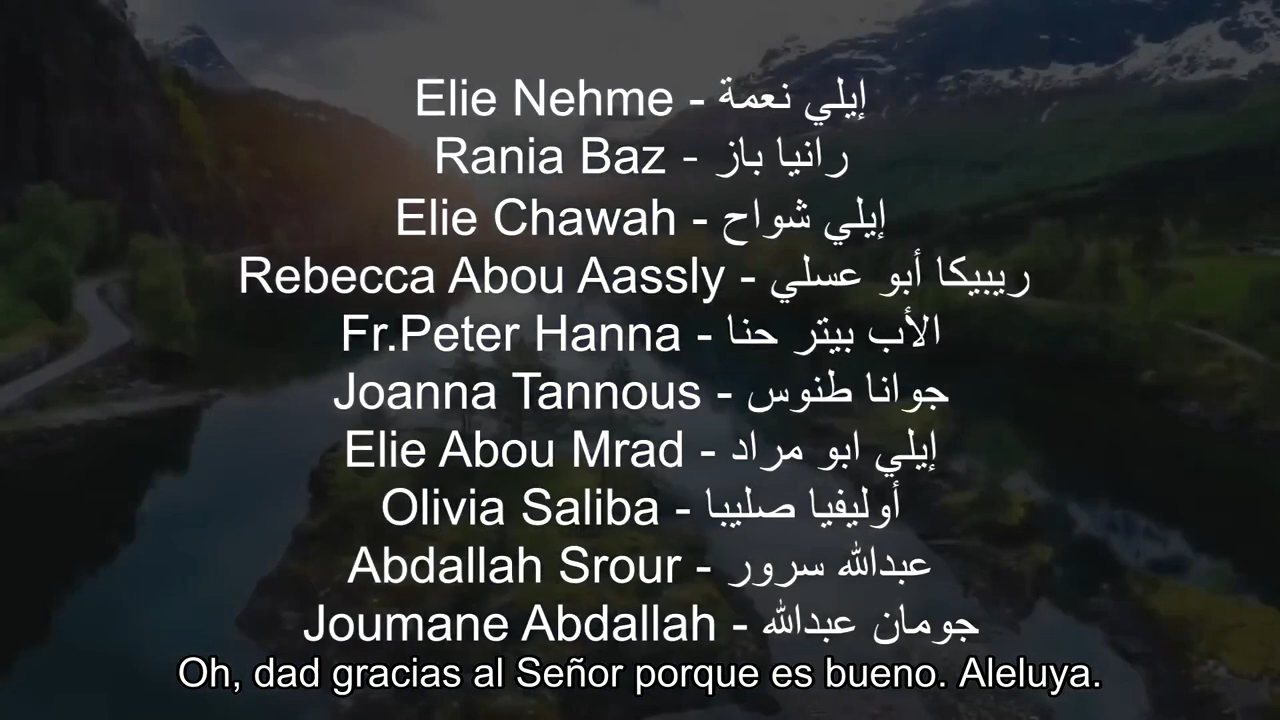 Elie Nehme - إيلي نعمة
Rania Baz - رانيا باز
Elie Chawah - إيلي شواح
Rebecca Abou Aassly - ريبيكا أبو عسلي
Fr.Peter Hanna - الأب بيتر حنا
Joanna Tannous - جوانا طنوس
Elie Abou Mrad - إيلي ابو مراد
Olivia Saliba - أوليفيا صليبا
Abdallah Srour - عبدالله سرور
Joumane Abdallah - جومان عبدالله
Oh, dad gracias al Señor porque es bueno. Aleluya.